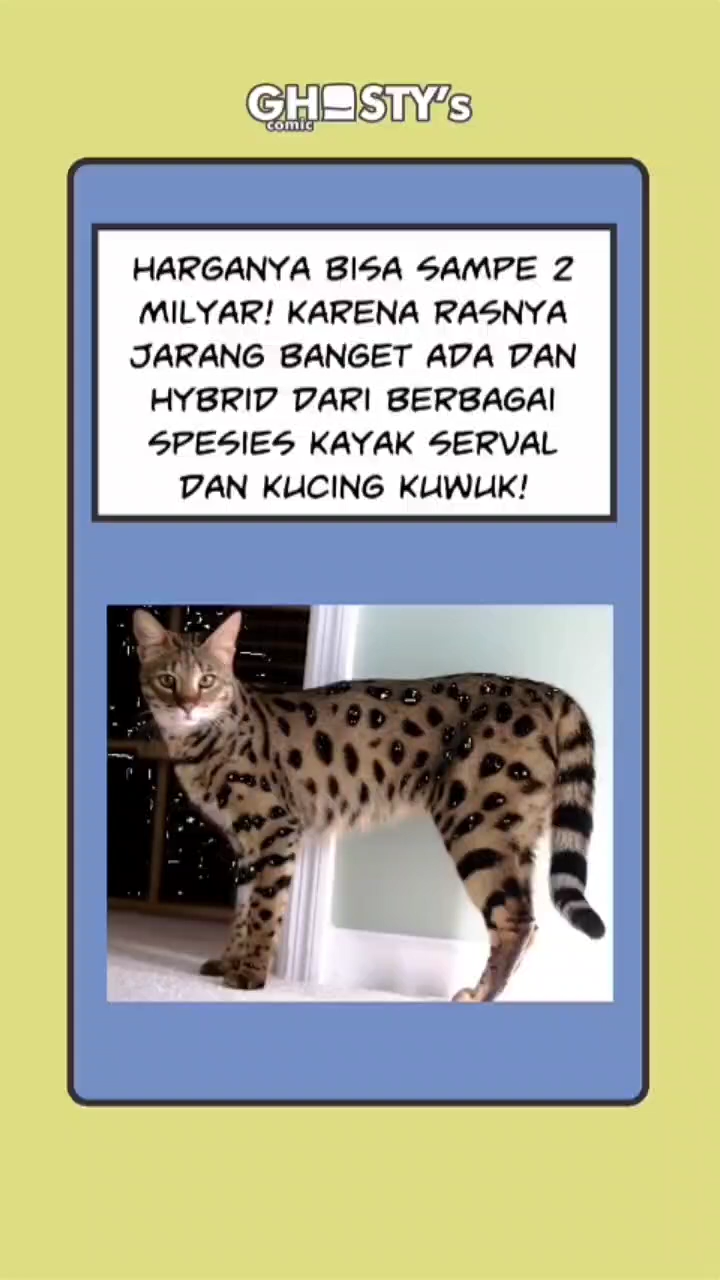 GHOSTY's
comic
HARGANYA BISA SAMPE 2
MILYAR! KARENA RASNYA
JARANG BANGET ADA DAN
HYBRID DARI BERBAGAI
SPESIES KAYAK SERVAL
DAN KUCING KUWUK!